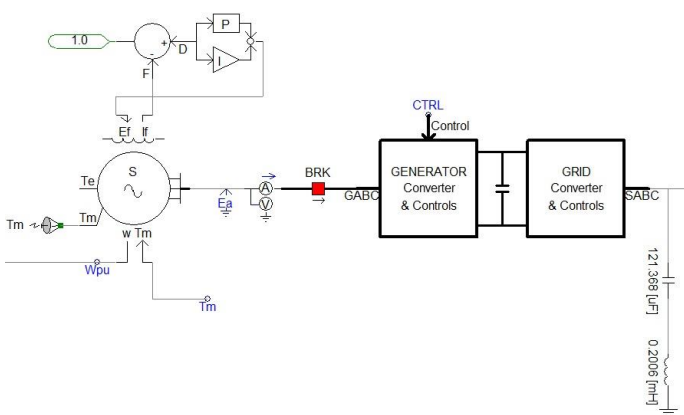 1.0
+
-
D
F
P
I
Ef If
S
Te
Tm
Tm
w Tm
Wpu
Tm
Ea
A
V
BRK
CTRL
Control
GABC
GENERATOR
Converter
& Controls
GRID
Converter
& Controls
SABC
121.368 [uF]
0.2006 [mH]